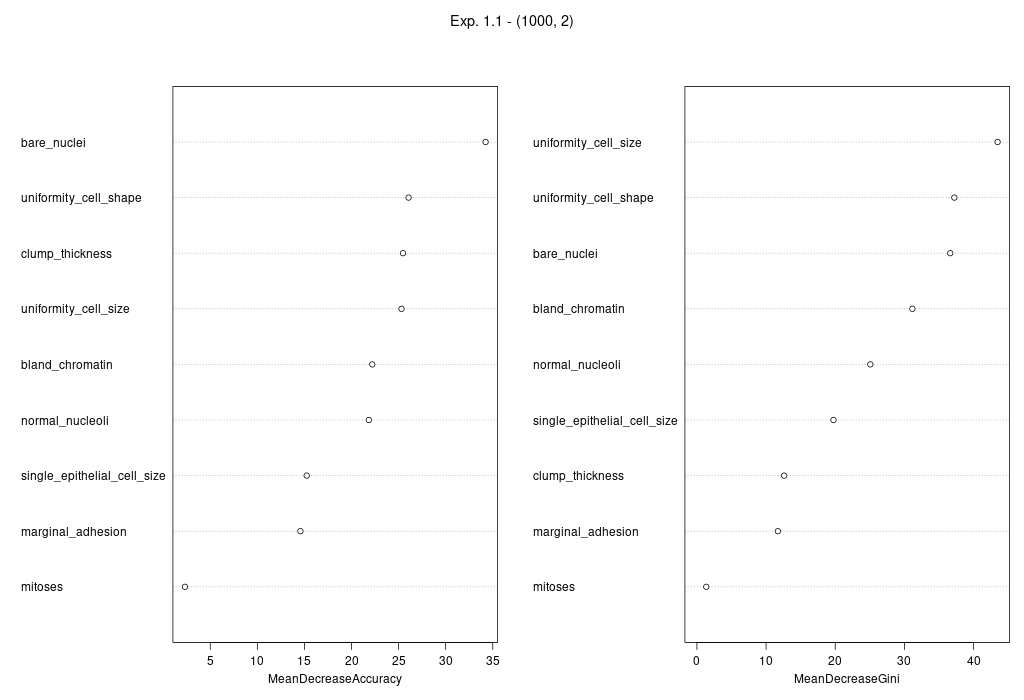 Exp. 1.1 - (1000, 2)
bare_nuclei
uniformity_cell_shape
clump_thickness
uniformity_cell_size
bland_chromatin
normal_nucleoli
single_epithelial_cell_size
marginal_adhesion
mitoses
5 10 15 20 25 30 35
MeanDecreaseAccuracy
uniformity_cell_size
uniformity_cell_shape
bare_nuclei
bland_chromatin
normal_nucleoli
single_epithelial_cell_size
clump_thickness
marginal_adhesion
mitoses
0 10 20 30 40
MeanDecreaseGini